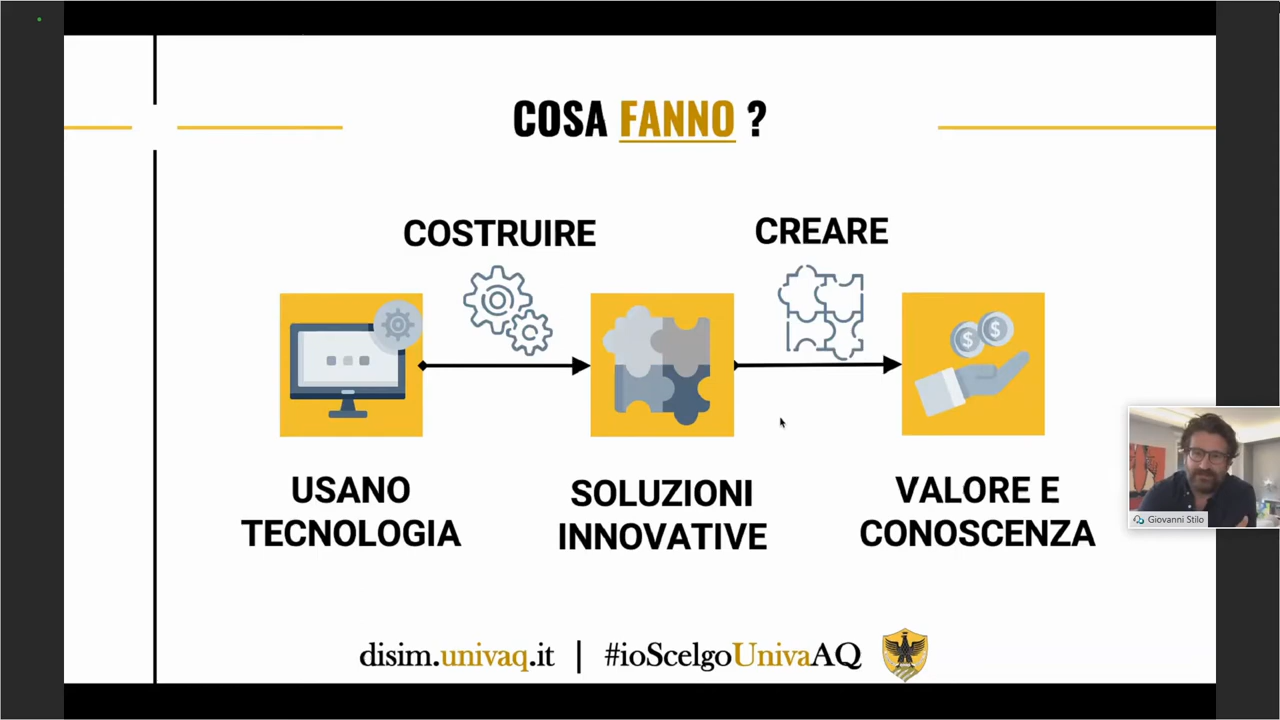 COSA FANNO ?
COSTRUIRE
CREARE
USANO
TECNOLOGIA
SOLUZIONI
INNOVATIVE
VALORE E
CONOSCENZA
Giovanni Stilo
disim.univaq.it | #ioScelgoUnivaAQ